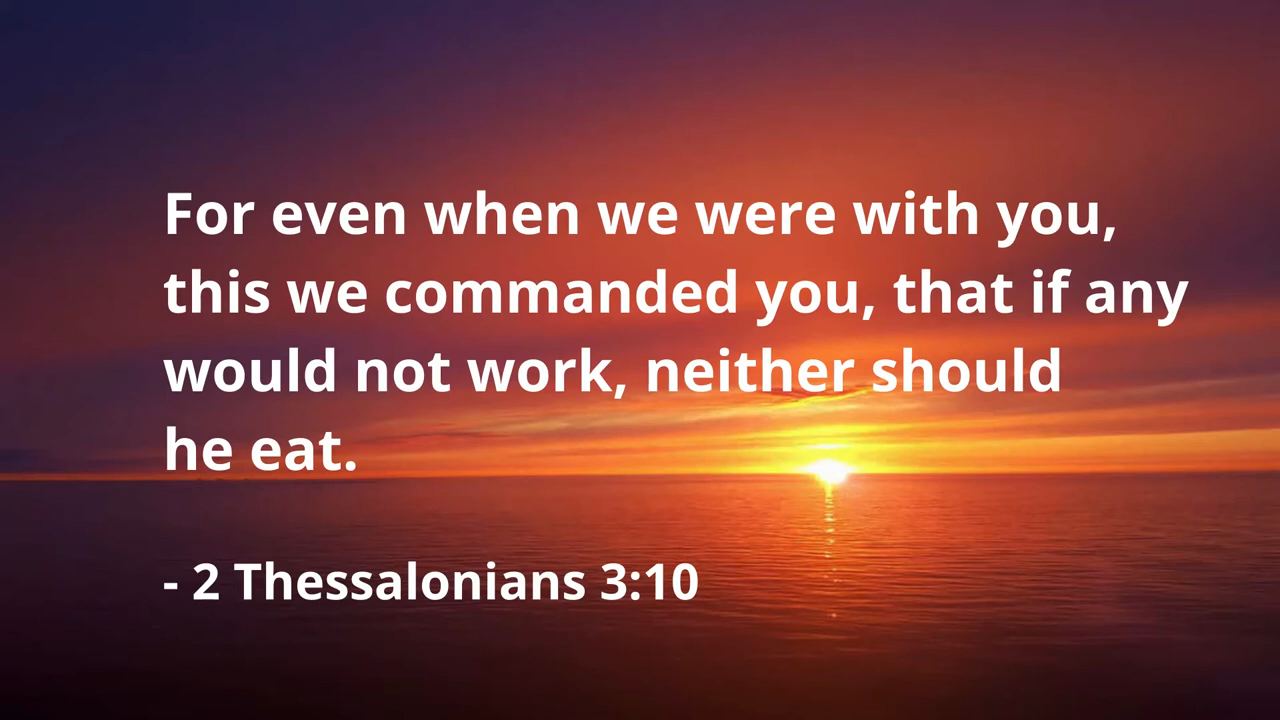 For even when we were with you,
this we commanded you, that if any
would not work, neither should
he eat.
- 2 Thessalonians 3:10